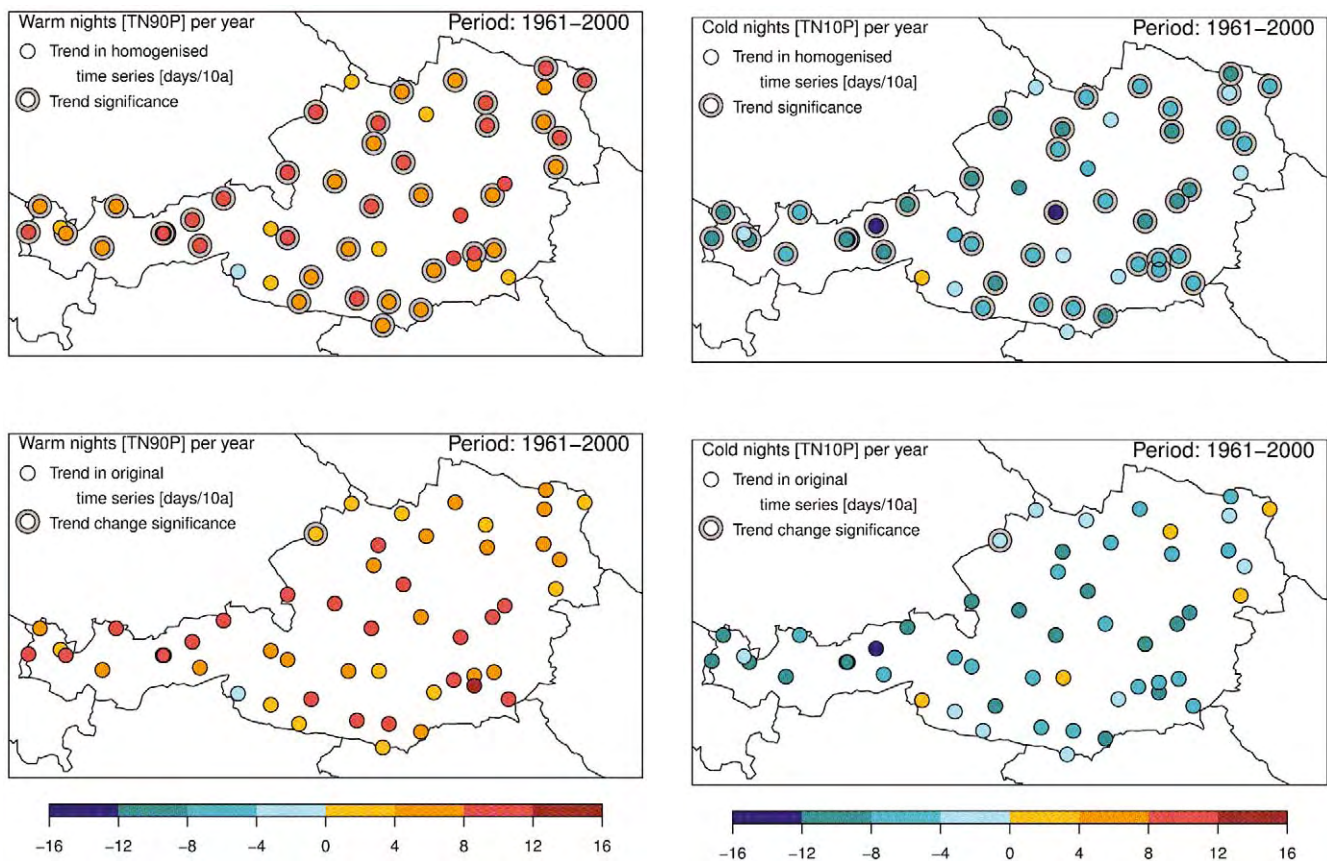 Warm nights [TN90P] per year
Period: 1961−2000
Trend in homogenised
time series [days/10a]
Trend significance
Cold nights [TN10P] per year
Period: 1961−2000
Trend in homogenised
time series [days/10a]
Trend significance
Warm nights [TN90P] per year
Period: 1961−2000
Trend in original
time series [days/10a]
Trend change significance
Cold nights [TN10P] per year
Period: 1961−2000
Trend in original
time series [days/10a]
Trend change significance
−16 −12 −8 −4 0 4 8 12 16
−16 −12 −8 −4 0 4 8 12 16